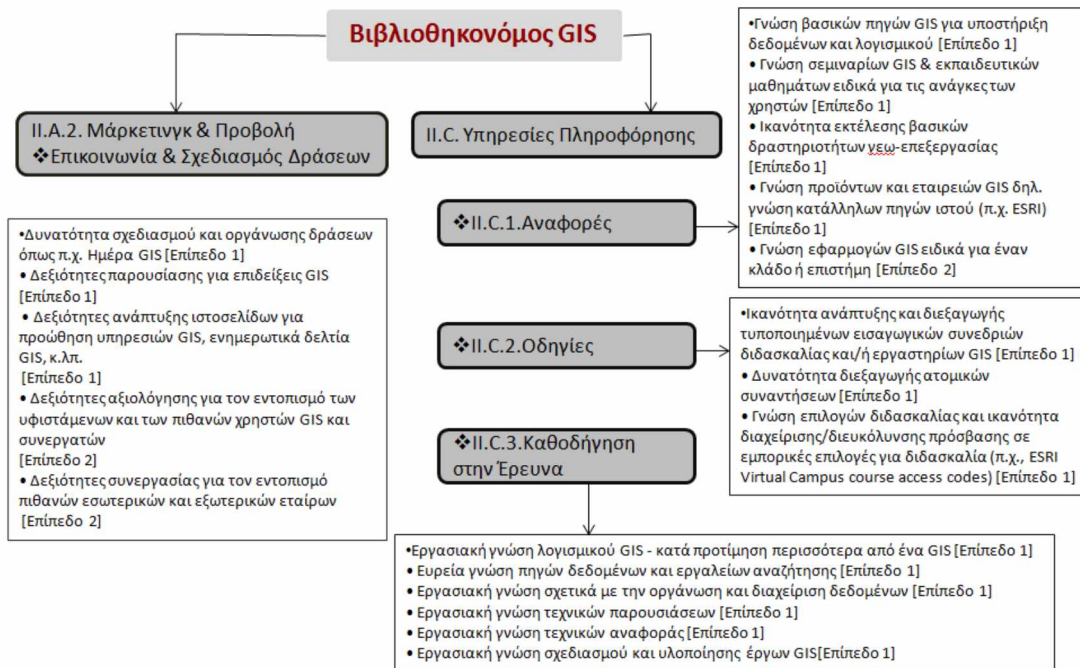 Βιβλιοθηκονόμος GIS
II.A.2. Μάρκετινγκ & Προβολή
❖Επικοινωνία & Σχεδιασμός Δράσεων
•Δυνατότητα σχεδιασμού και οργάνωσης δράσεων
όπως π.χ. Ημέρα GIS [Επίπεδο 1]
• Δεξιότητες παρουσίασης για επιδείξεις GIS
[Επίπεδο 1]
• Δεξιότητες ανάπτυξης ιστοσελίδων για
προώθηση υπηρεσιών GIS, ενημερωτικά δελτία
GIS, κ.λπ.
[Επίπεδο 1]
• Δεξιότητες αξιολόγησης για τον εντοπισμό των
υφιστάμενων και των πιθανών χρηστών GIS και
συνεργατών
[Επίπεδο 2]
• Δεξιότητες συνεργασίας για τον εντοπισμό
πιθανών εσωτερικών και εξωτερικών εταίρων
[Επίπεδο 2]
II.C. Υπηρεσίες Πληροφόρησης
❖II.C.1.Αναφορές
•Γνώση βασικών πηγών GIS για υποστήριξη
δεδομένων και λογισμικού [Επίπεδο 1]
• Γνώση σεμιναρίων GIS & εκπαιδευτικών
μαθημάτων ειδικά για τις ανάγκες των
χρηστών [Επίπεδο 1]
• Ικανότητα εκτέλεσης βασικών
δραστηριοτήτων γεω-επεξεργασίας
[Επίπεδο 1]
• Γνώση προϊόντων και εταιρειών GIS δηλ.
γνώση κατάλληλων πηγών ιστού (π.χ. ESRI)
[Επίπεδο 1]
• Γνώση εφαρμογών GIS ειδικά για έναν
κλάδο ή επιστήμη [Επίπεδο 2]
❖II.C.2.Οδηγίες
•Ικανότητα ανάπτυξης και διεξαγωγής
τυποποιημένων εισαγωγικών συνεδριών
διδασκαλίας και/ή εργαστηρίων GIS [Επίπεδο 1]
• Δυνατότητα διεξαγωγής ατομικών
συναντήσεων [Επίπεδο 1]
• Γνώση επιλογών διδασκαλίας και ικανότητα
διαχείρισης/διευκόλυνσης πρόσβασης σε
εμπορικές επιλογές για διδασκαλία (π.χ., ESRI
Virtual Campus course access codes) [Επίπεδο 1]
❖II.C.3.Καθοδήγηση
στην Έρευνα
•Εργασιακή γνώση λογισμικού GIS - κατά προτίμηση περισσότερα από ένα GIS [Επίπεδο 1]
• Ευρεία γνώση πηγών δεδομένων και εργαλείων αναζήτησης [Επίπεδο 1]
• Εργασιακή γνώση σχετικά με την οργάνωση και διαχείριση δεδομένων [Επίπεδο 1]
• Εργασιακή γνώση τεχνικών παρουσιάσεων [Επίπεδο 1]
• Εργασιακή γνώση τεχνικών αναφοράς [Επίπεδο 1]
• Εργασιακή γνώση σχεδιασμού και υλοποίησης έργων GIS[Επίπεδο 1]